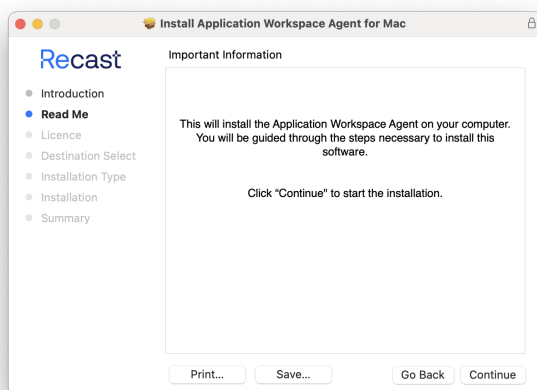 Install Application Workspace Agent for Mac
Recast
Introduction
Read Me
Licence
Destination Select
Installation Type
Installation
Summary
Important Information
This will install the Application Workspace Agent on your computer.
You will be guided through the steps necessary to install this
software.
Click “Continue" to start the installation.
Print...
Save...
Go Back
Continue